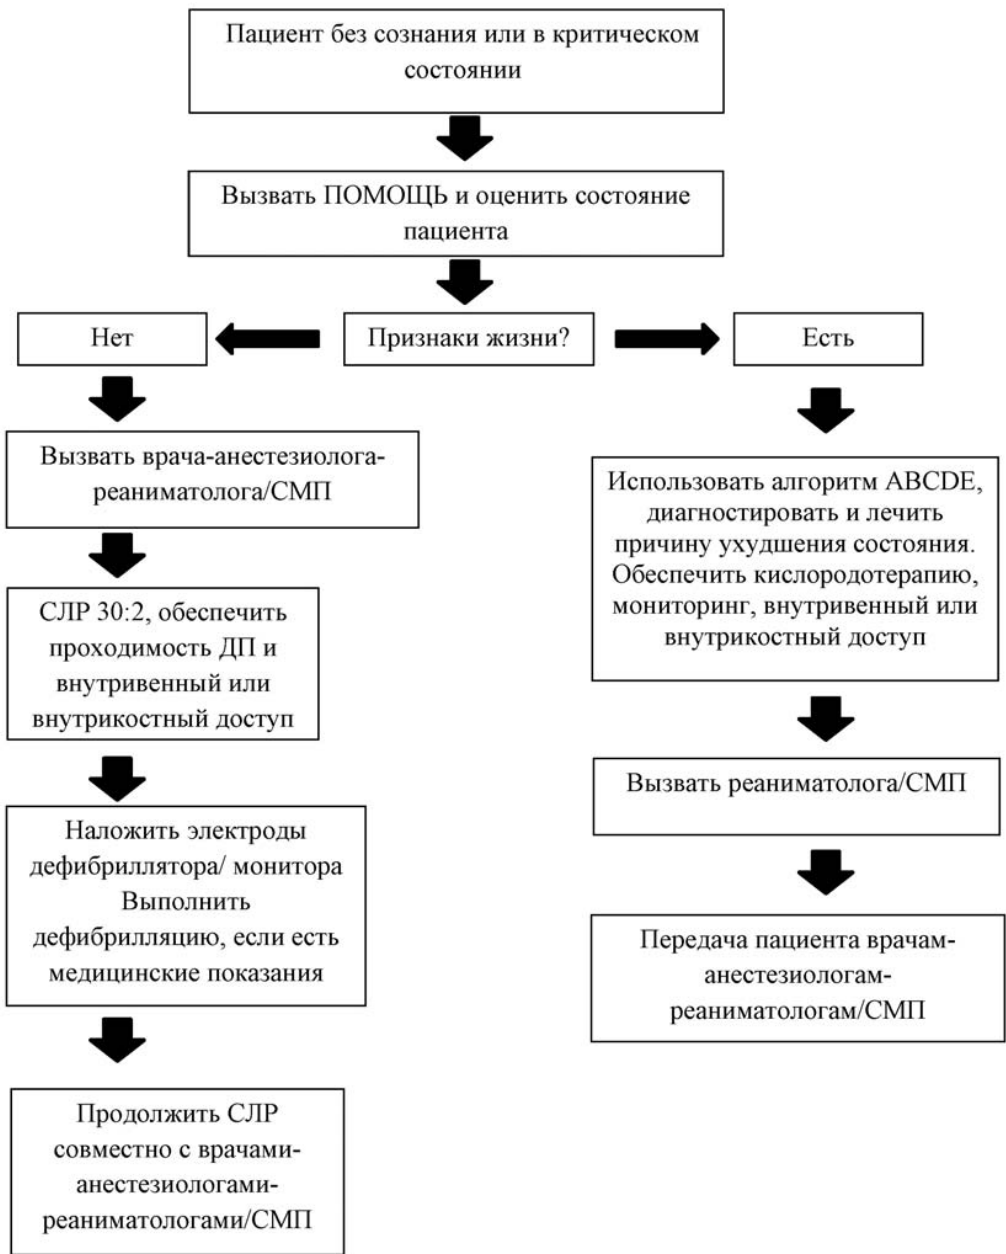 Пациент без сознания или в критическом
состоянии
Вызвать ПОМОЩЬ и оценить состояние
пациента
Нет
Признаки жизни?
Есть
Вызвать врача-анестезиолога-
реаниматолога/СМП
СЛР 30:2, обеспечить
проходимость ДП и
внутривенный или
внутрикостный доступ
Наложить электроды
дефибриллятора/ монитора
Выполнить
дефибрилляцию, если есть
медицинские показания
Продолжить СЛР
совместно с врачами-
анестезиологами-
реаниматологами/СМП
Использовать алгоритм ABCDE,
диагностировать и лечить
причину ухудшения состояния.
Обеспечить кислородотерапию,
мониторинг, внутривенный или
внутрикостный доступ
Вызвать реаниматолога/СМП
Передача пациента врачам-
анестезиологам-
реаниматологам/СМП